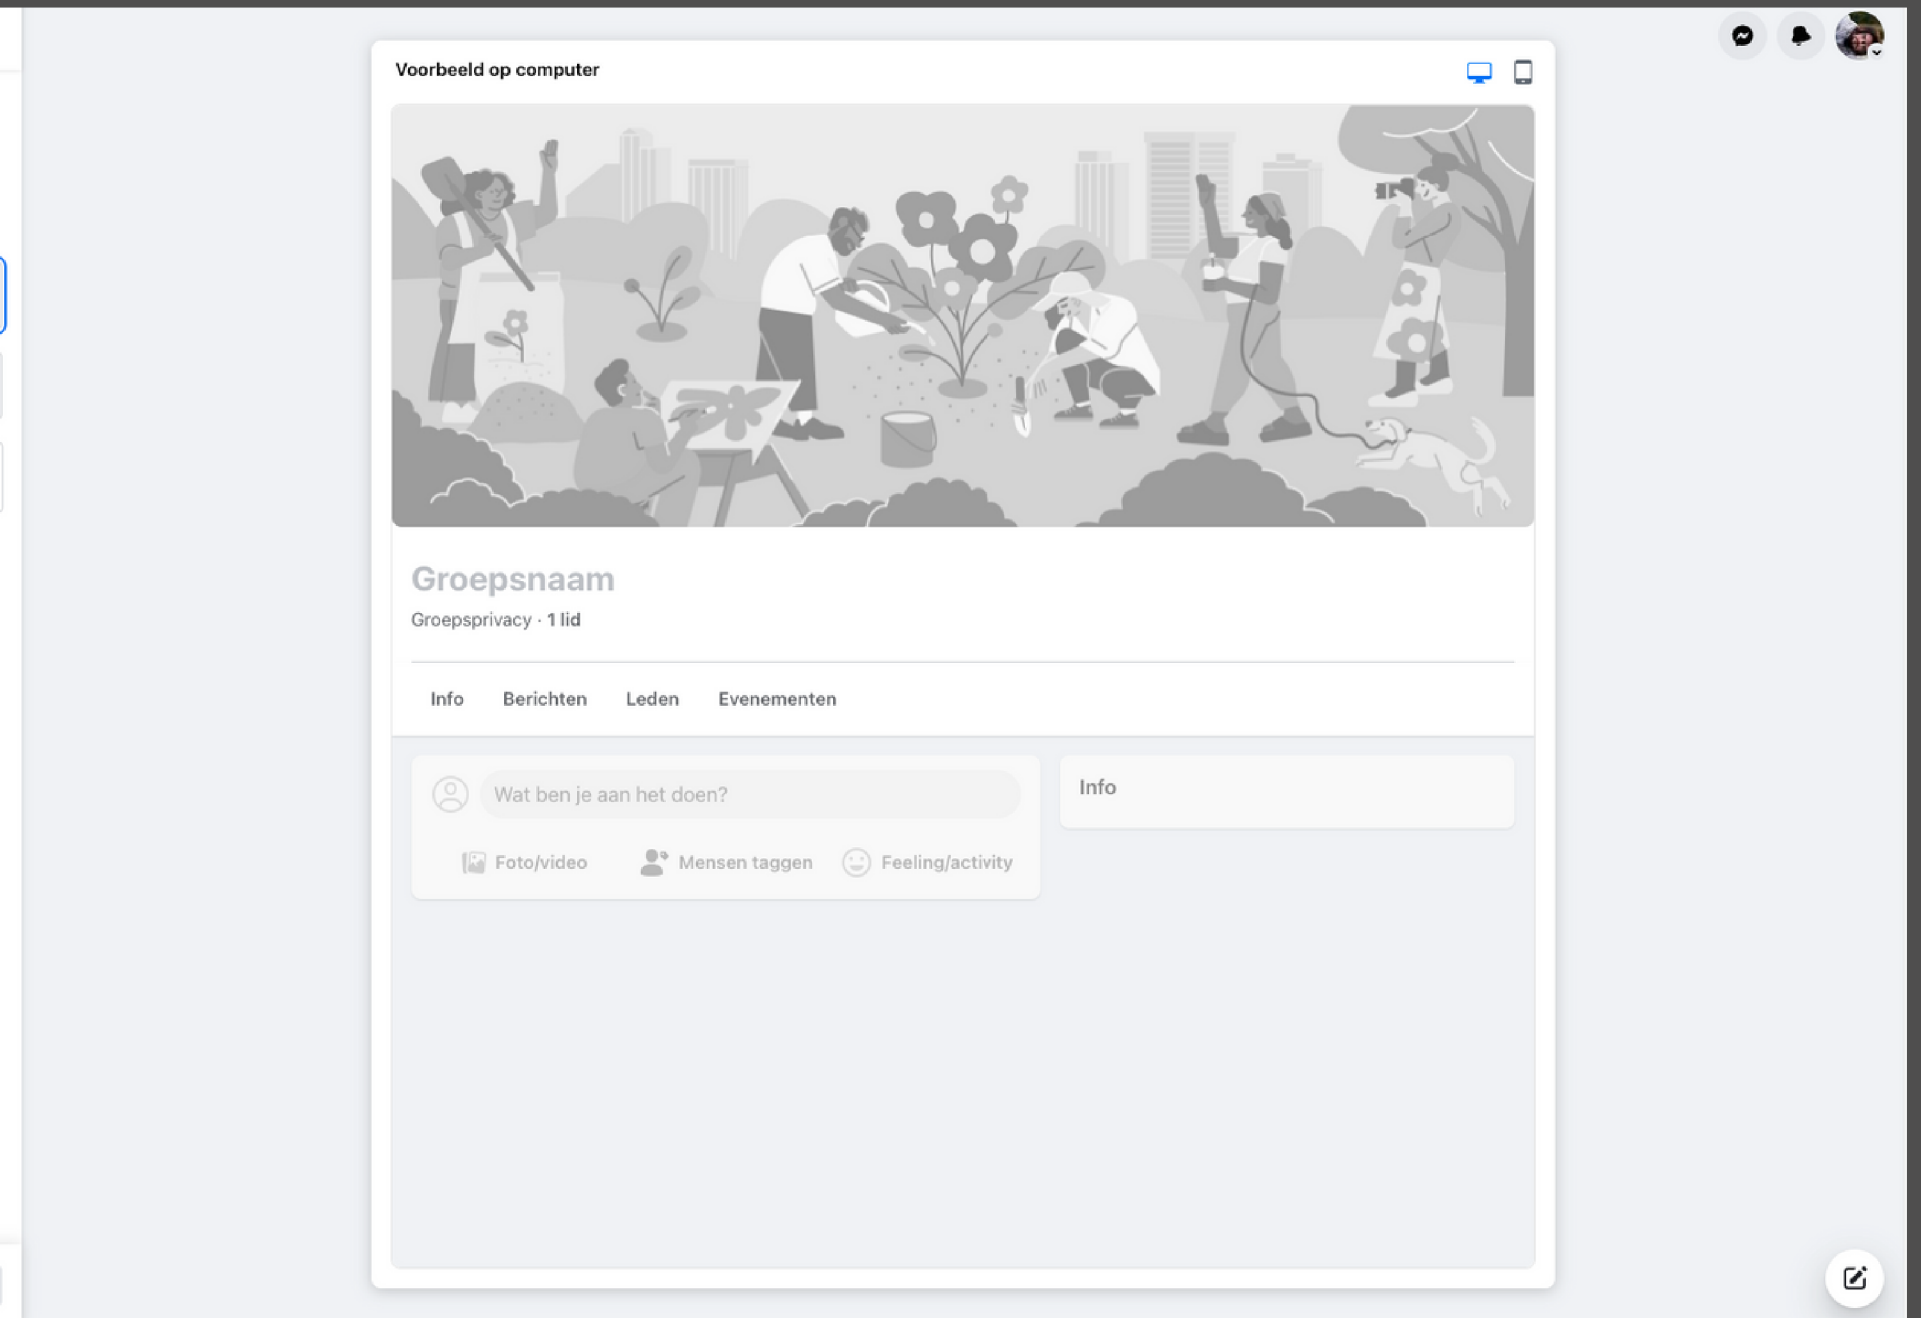 Voorbeeld op computer
Groepsnaam
Groepsprivacy · 1 lid
Info Berichten Leden Evenementen
Wat ben je aan het doen?
Foto/video Mensen taggen Feeling/activity
Info